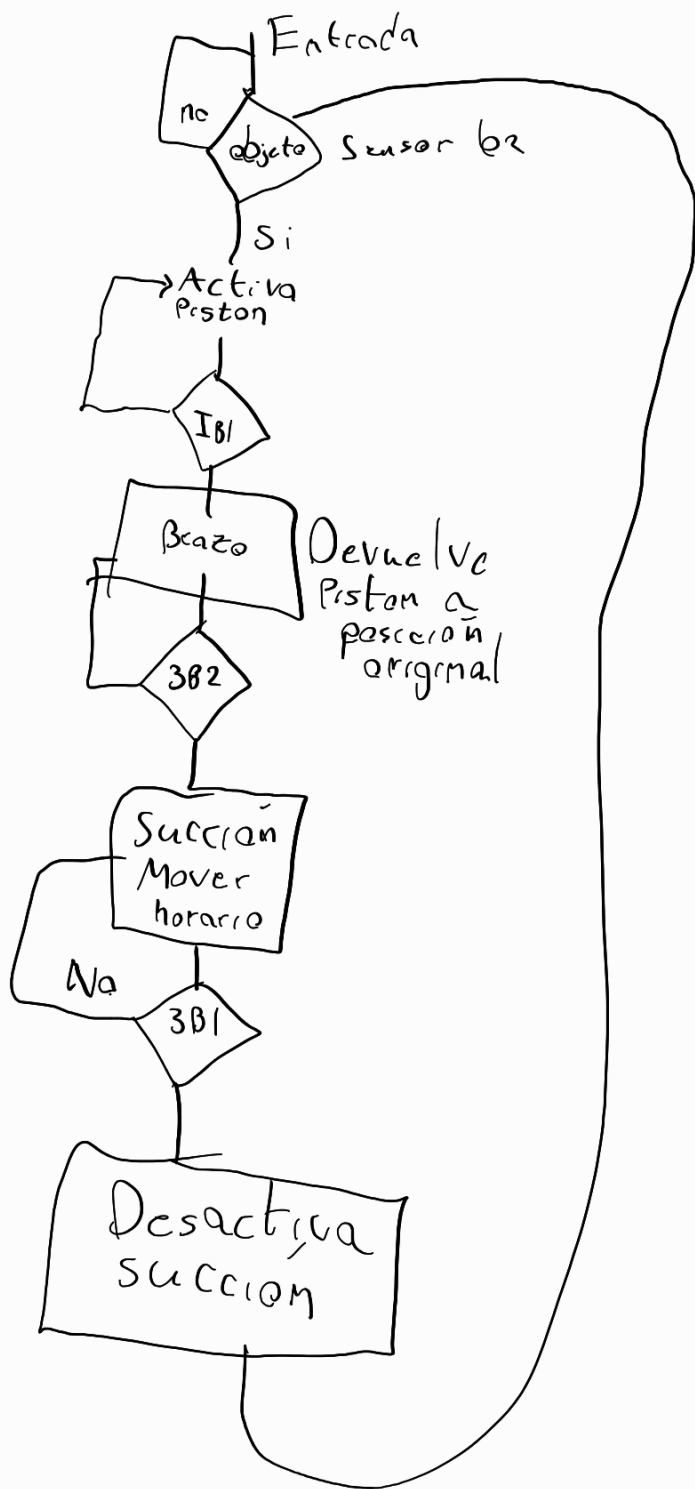 Entrada
no
objeto
Sensor b2
Si
Activa
Piston
IB1
Brazo
Devuelve
Piston a
posición
original
3B2
Succión
Mover
horario
No
3B1
Desactiva
succion